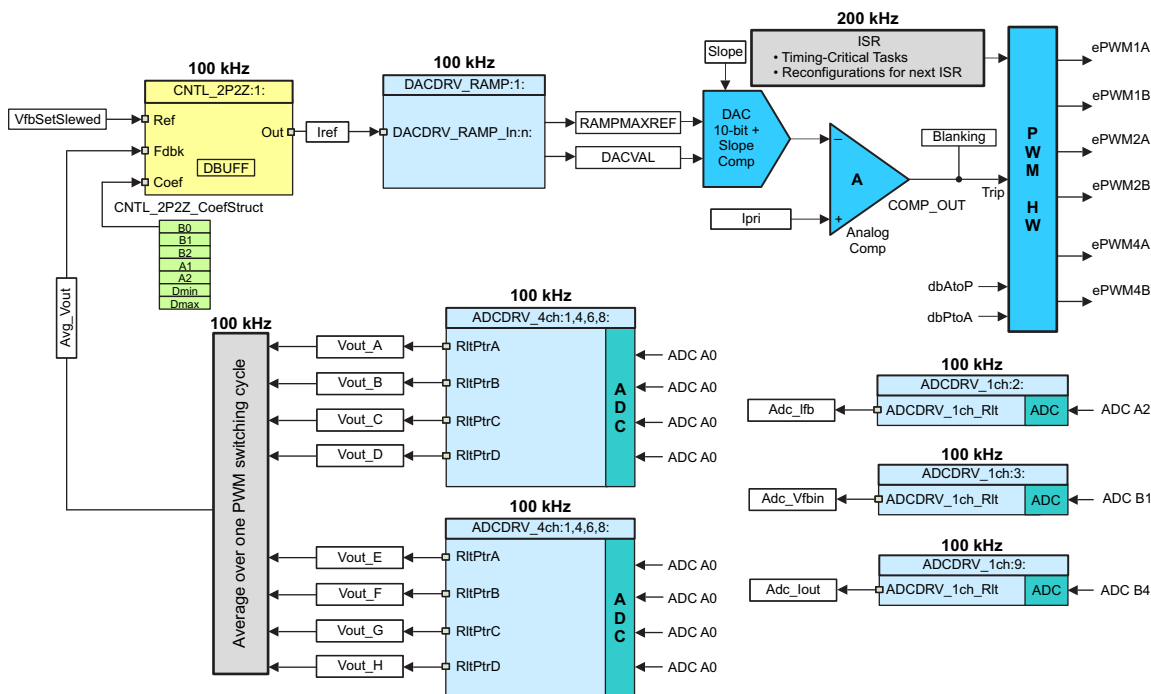 200 kHz
ISR
• Timing-Critical Tasks
• Reconfigurations for next ISR
100 kHz
CNTL_2P2Z:1:
VfbSetSlewed
Ref
Fdbk
Coef
Out
DBUFF
CNTL_2P2Z_CoefStruct
B0
B1
B2
A1
A2
Dmin
Dmax
Avg_Vout
Iref
100 kHz
DACDRV_RAMP:1:
DACDRV_RAMP_In:n:
RAMPMAXREF
DACVAL
Slope
DAC
10-bit +
Slope
Comp
Ipri
–
+
A
Analog
Comp
COMP_OUT
Blanking
Trip
dbAtoP
dbPtoA
PWM HW
ePWM1A
ePWM1B
ePWM2A
ePWM2B
ePWM4A
ePWM4B
100 kHz
Average over one PWM switching cycle
Vout_A
Vout_B
Vout_C
Vout_D
100 kHz
ADCDRV_4ch:1,4,6,8:
RltPtrA
RltPtrB
RltPtrC
RltPtrD
ADC
ADC A0
ADC A0
ADC A0
ADC A0
Vout_E
Vout_F
Vout_G
Vout_H
100 kHz
ADCDRV_4ch:1,4,6,8:
RltPtrA
RltPtrB
RltPtrC
RltPtrD
ADC
ADC A0
ADC A0
ADC A0
ADC A0
100 kHz
ADCDRV_1ch:2:
Adc_Ifb
ADCDRV_1ch_Rlt
ADC
ADC A2
100 kHz
ADCDRV_1ch:3:
Adc_Vfbin
ADCDRV_1ch_Rlt
ADC
ADC B1
100 kHz
ADCDRV_1ch:9:
Adc_Iout
ADCDRV_1ch_Rlt
ADC
ADC B4